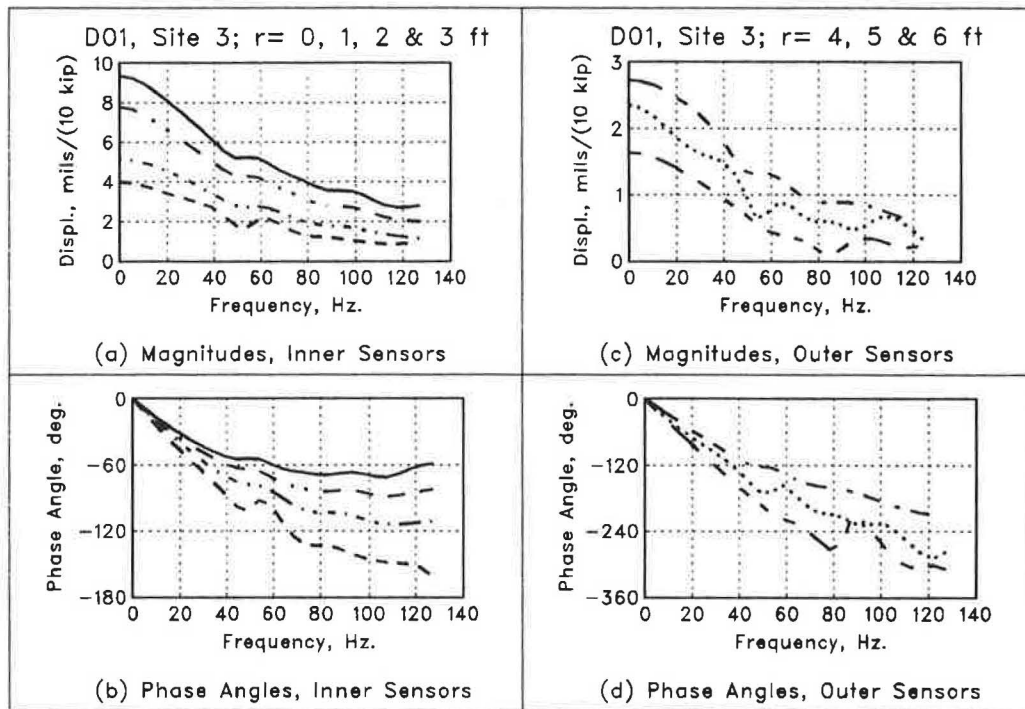 D01, Site 3; r= 0, 1, 2 & 3 ft
Displ., mils/(10 kip)
10
8
6
4
2
0
0 20 40 60 80 100 120 140
Frequency, Hz.
(a) Magnitudes, Inner Sensors
D01, Site 3; r= 4, 5 & 6 ft
Displ., mils/(10 kip)
3
2
1
0
0 20 40 60 80 100 120 140
Frequency, Hz.
(c) Magnitudes, Outer Sensors
Phase Angle, deg.
0
-60
-120
-180
0 20 40 60 80 100 120 140
Frequency, Hz.
(b) Phase Angles, Inner Sensors
Phase Angle, deg.
0
-120
-240
-360
0 20 40 60 80 100 120 140
Frequency, Hz.
(d) Phase Angles, Outer Sensors